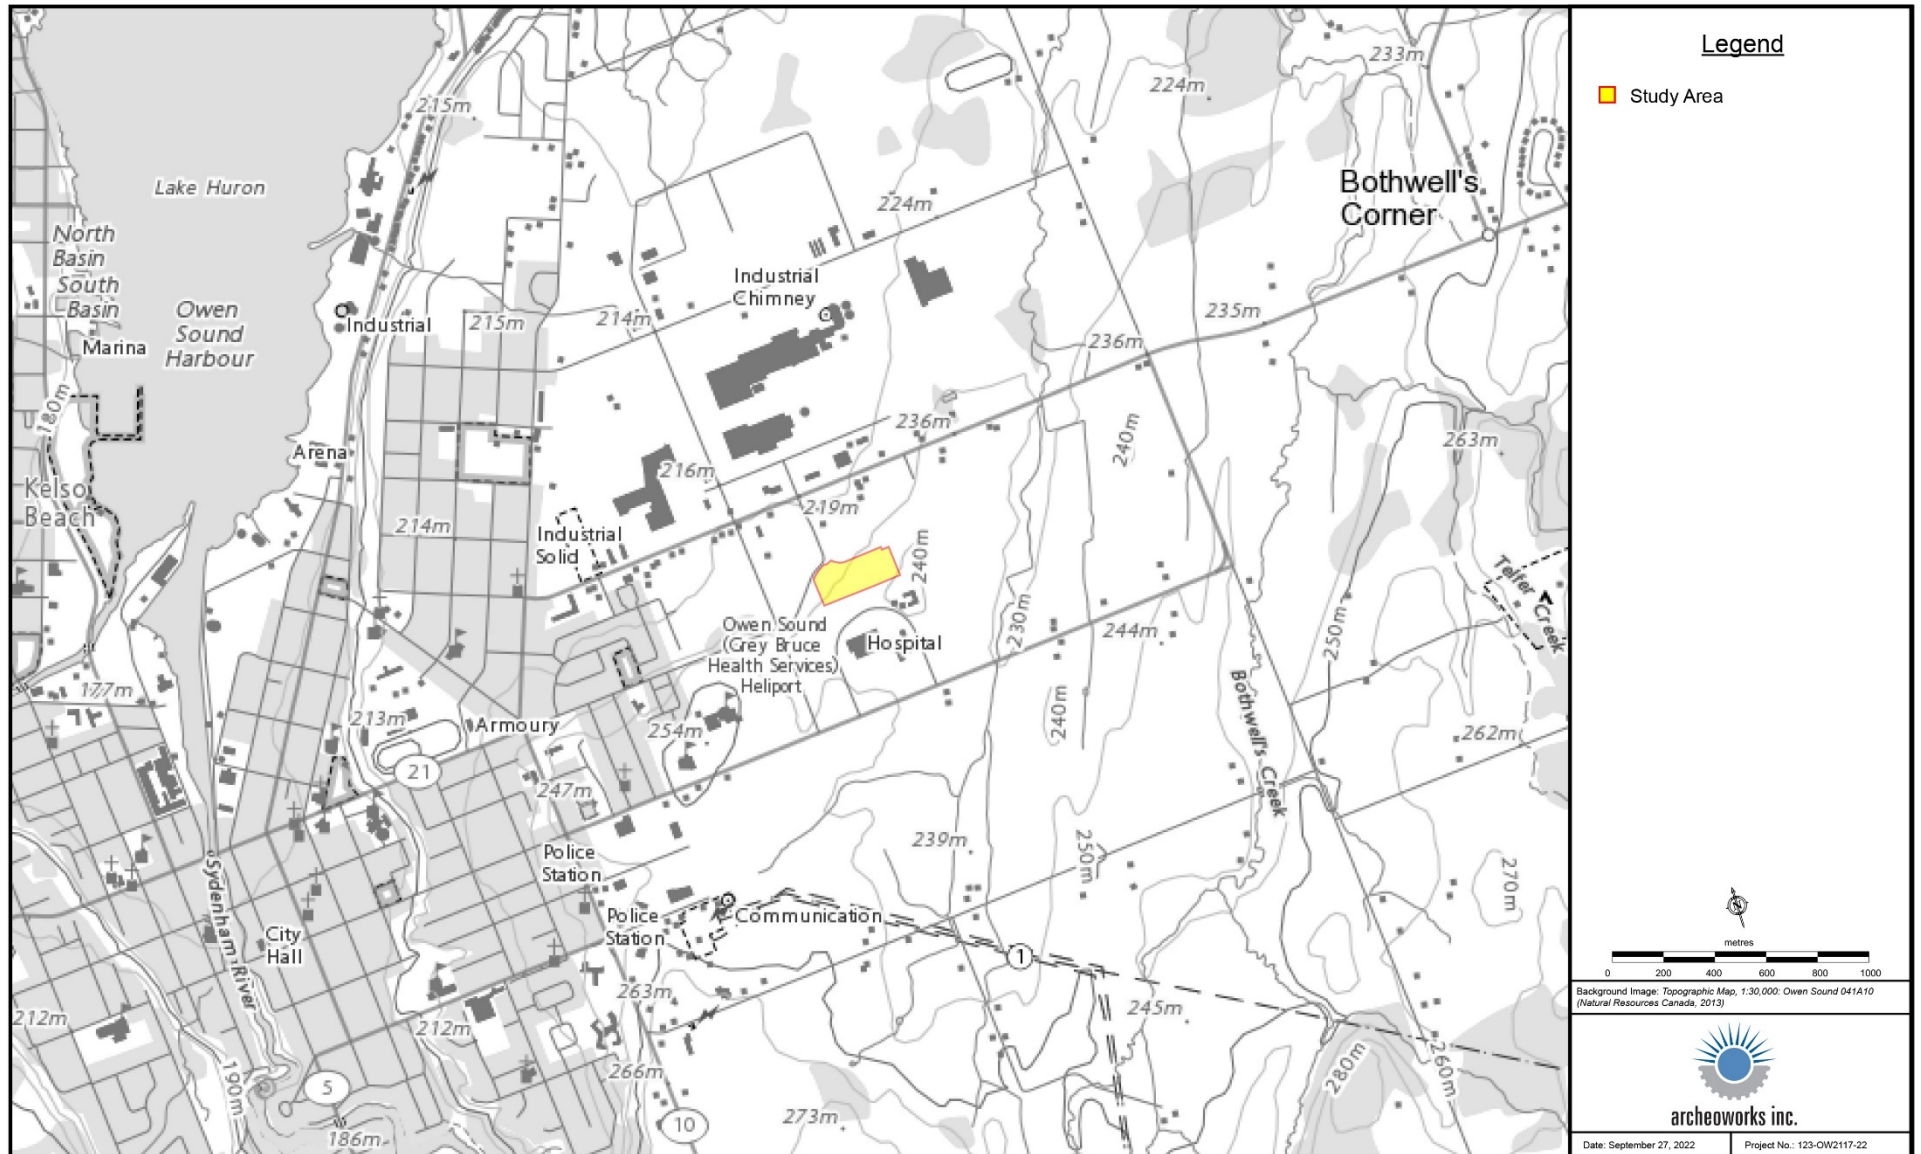 233m
224m
215m
Lake Huron
Bothwell's
Corner
224m
North
Basin
South
Basin
Marina
Owen
Sound
Harbour
Industrial
Chimney
Industrial
215m
214m
235m
236m
180m
236m
240m
263m
Arena
216m
Kelso
Beach
219m
214m
Industrial
Solid
240m
Telfer Creek
Owen Sound
(Grey Bruce
Health Services)
Heliport
Hospital
230m
244m
250m
177m
213m
Armoury
254m
240m
Bothwell's Creek
262m
21
247m
239m
250m
270m
Police
Station
Sydenham River
City
Hall
Police
Station
Communication
1
263m
245m
212m
212m
190m
5
266m
10
273m
280m
260m
186m
Legend
Study Area
N
metres
0 200 400 600 800 1000
Background Image: Topographic Map, 1:30,000: Owen Sound 041A10
(Natural Resources Canada, 2013)
archeoworks inc.
Date: September 27, 2022
Project No.: 123-OW2117-22